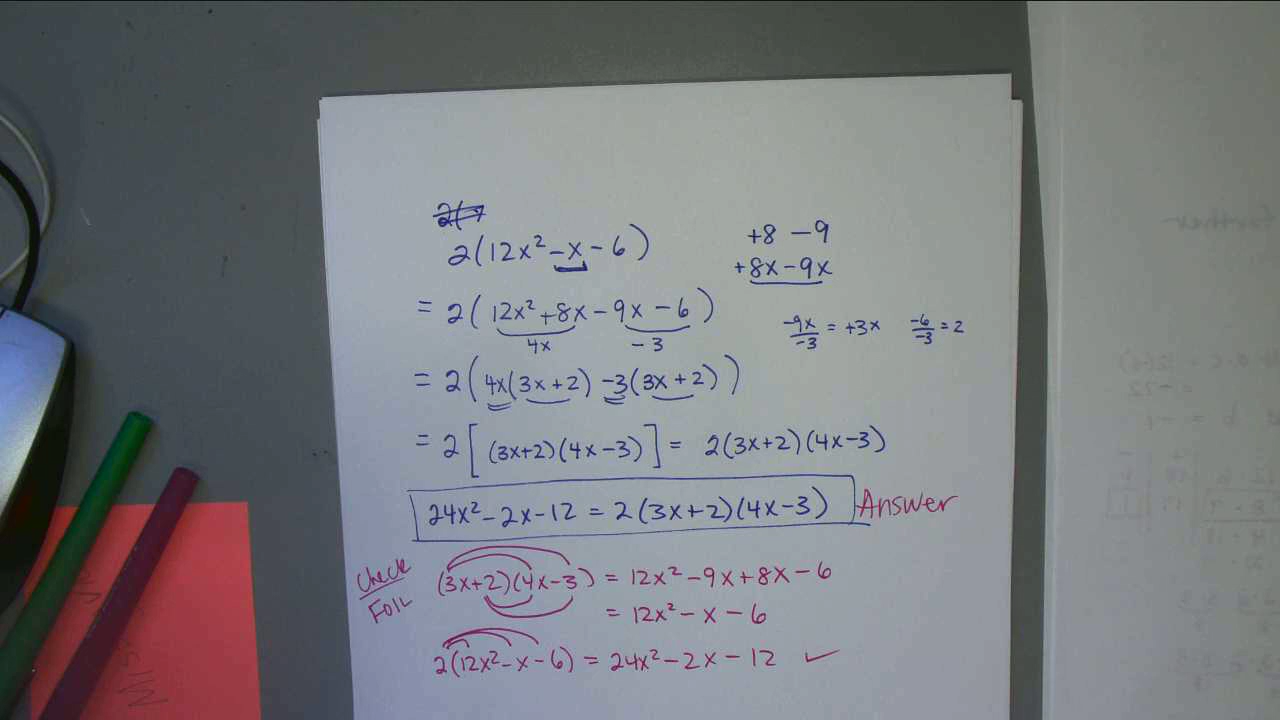 2(7
2(12x² - x - 6)
+8 -9
+8x - 9x
= 2(12x² + 8x - 9x - 6)
4x
-3
-9x/-3 = +3x
-6/-3 = 2
= 2(4x(3x+2) -3(3x+2))
= 2[(3x+2)(4x-3)] = 2(3x+2)(4x-3)
24x² - 2x - 12 = 2(3x+2)(4x-3) Answer
Check
FOIL
(3x+2)(4x-3) = 12x² - 9x + 8x - 6
= 12x² - x - 6
2(12x² - x - 6) = 24x² - 2x - 12 ✓